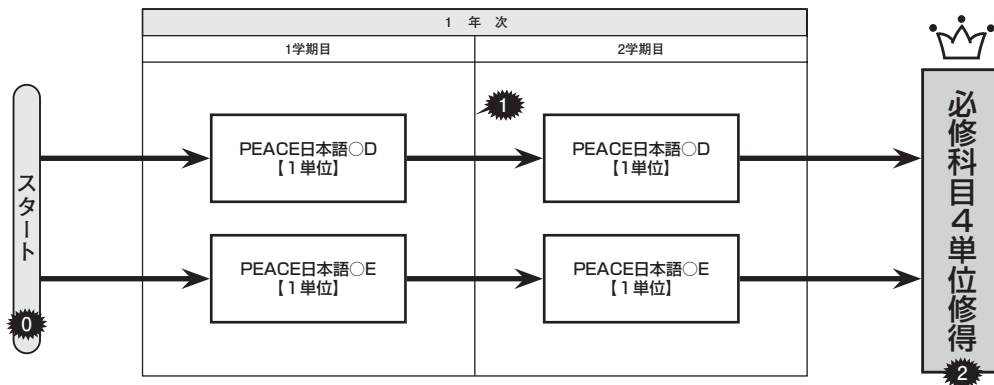 1 年 次
1学期目
2学期目
スタート
0
PEACE日本語○D
【1単位】
1
PEACE日本語○D
【1単位】
PEACE日本語○E
【1単位】
PEACE日本語○E
【1単位】
必修科目4単位修得
2